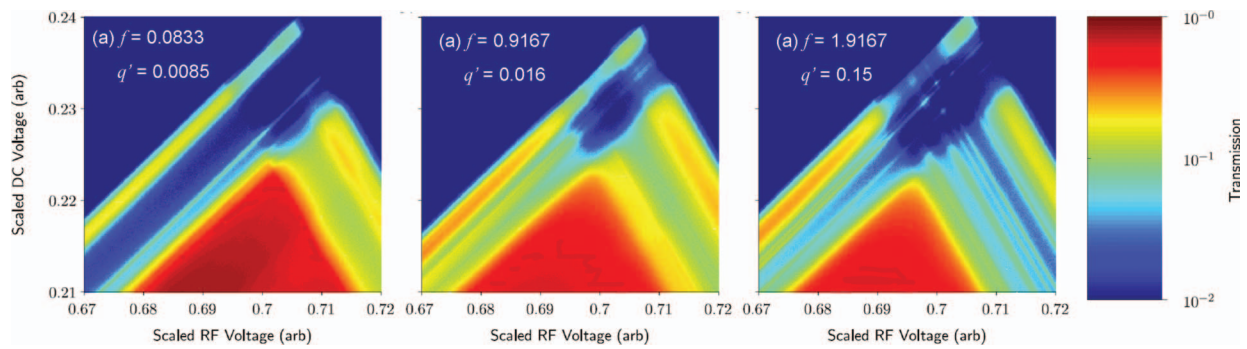 (a) f = 0.0833
q' = 0.0085
(a) f = 0.9167
q' = 0.016
(a) f = 1.9167
q' = 0.15
0.24
0.23
0.22
0.21
Scaled DC Voltage (arb)
0.67 0.68 0.69 0.7 0.71 0.72
0.67 0.68 0.69 0.7 0.71 0.72
0.67 0.68 0.69 0.7 0.71 0.72
Scaled RF Voltage (arb)
Scaled RF Voltage (arb)
Scaled RF Voltage (arb)
10⁻⁰
10⁻¹
10⁻²
Transmission